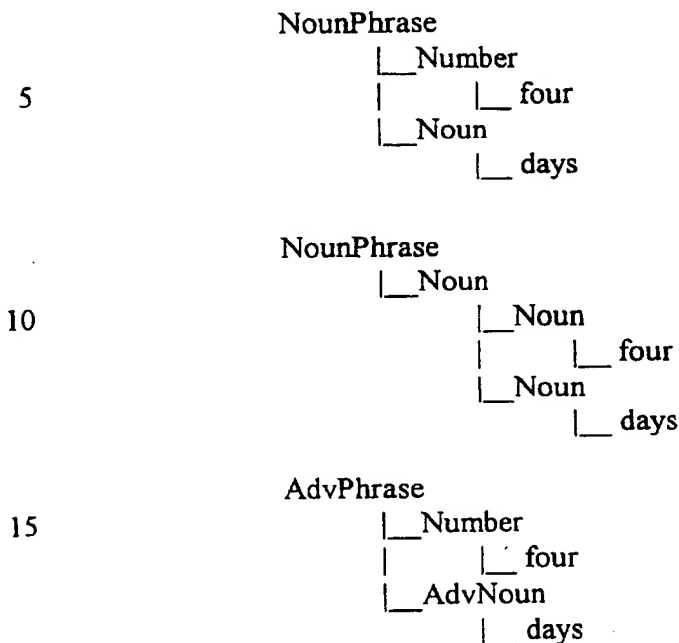 NounPhrase
|__Number
5 | |__ four
|__Noun
|__ days
NounPhrase
|__Noun
10 |__Noun
| |__ four
|__Noun
|__ days
AdvPhrase
15 |__Number
| |__ four
|__AdvNoun
| days